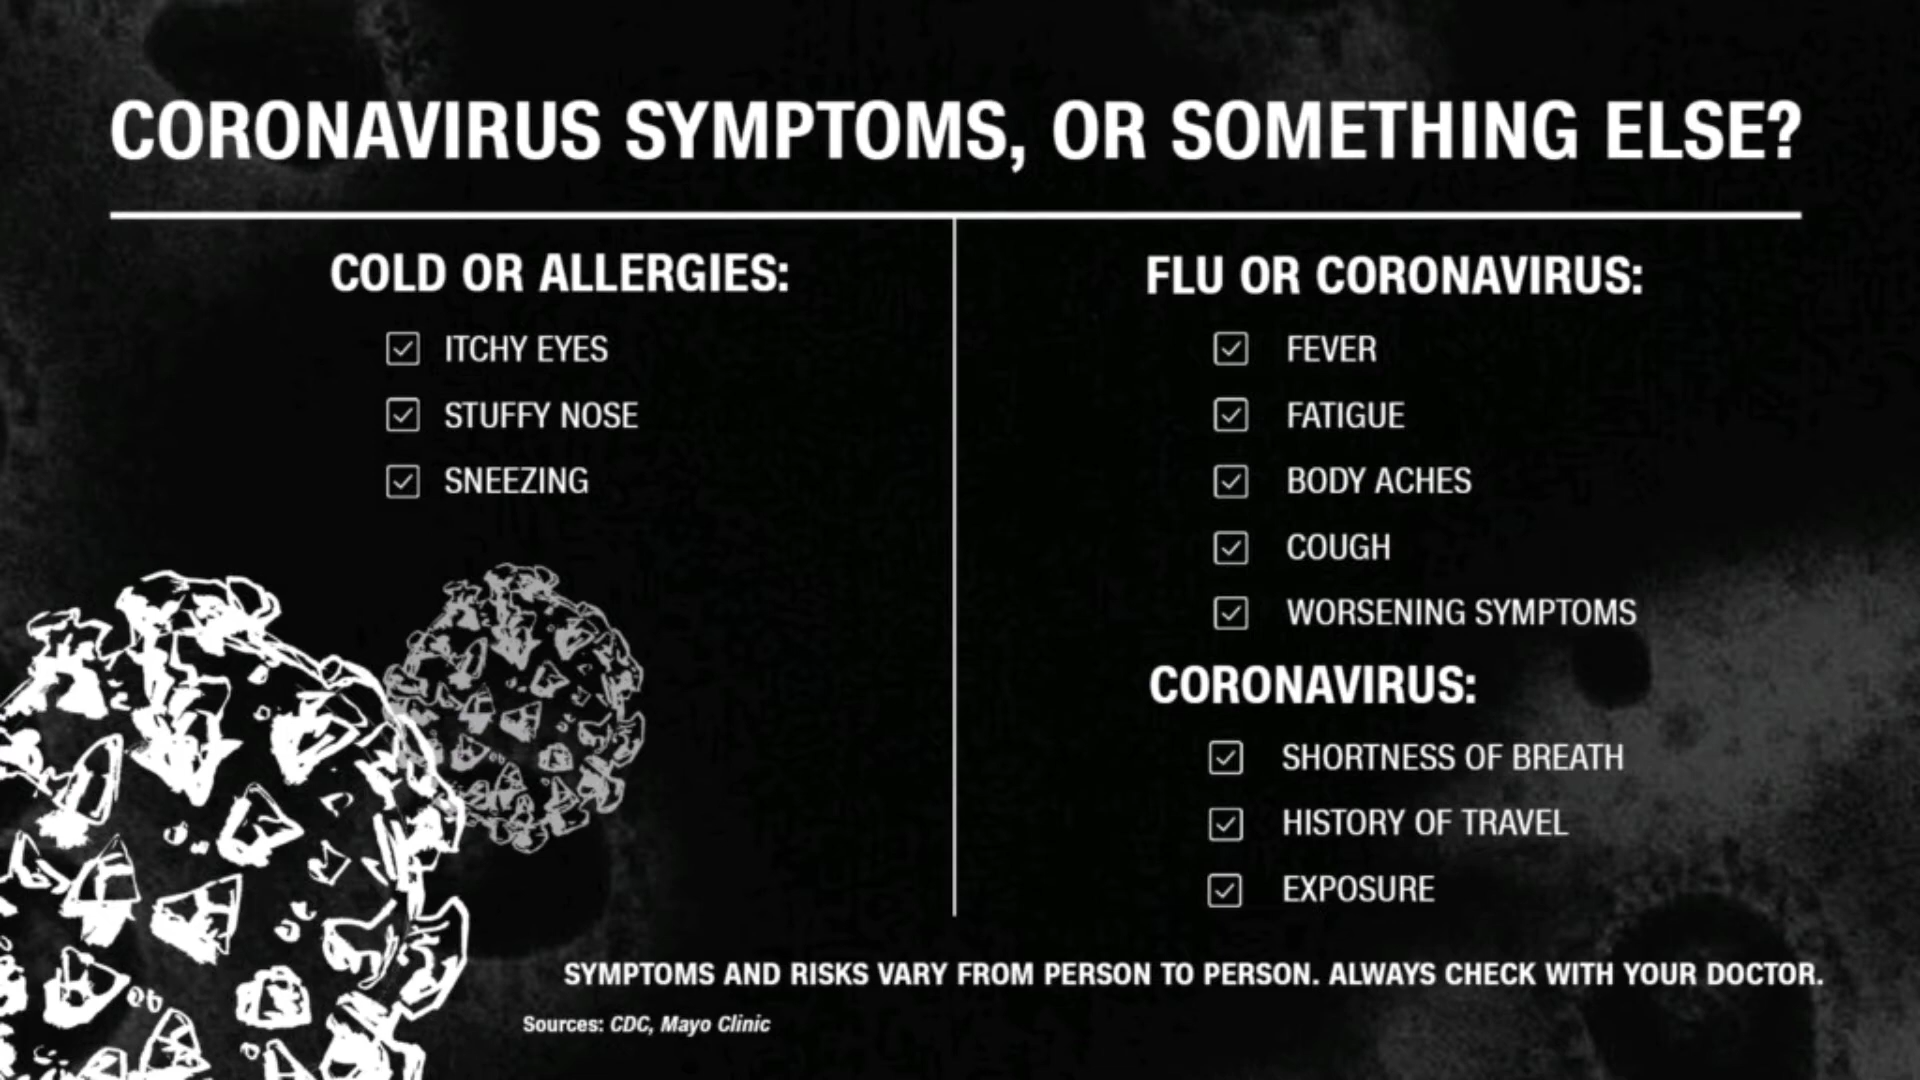 CORONAVIRUS SYMPTOMS, OR SOMETHING ELSE?
COLD OR ALLERGIES:
ITCHY EYES
STUFFY NOSE
SNEEZING
FLU OR CORONAVIRUS:
FEVER
FATIGUE
BODY ACHES
COUGH
WORSENING SYMPTOMS
CORONAVIRUS:
SHORTNESS OF BREATH
HISTORY OF TRAVEL
EXPOSURE
SYMPTOMS AND RISKS VARY FROM PERSON TO PERSON. ALWAYS CHECK WITH YOUR DOCTOR.
Sources: CDC, Mayo Clinic